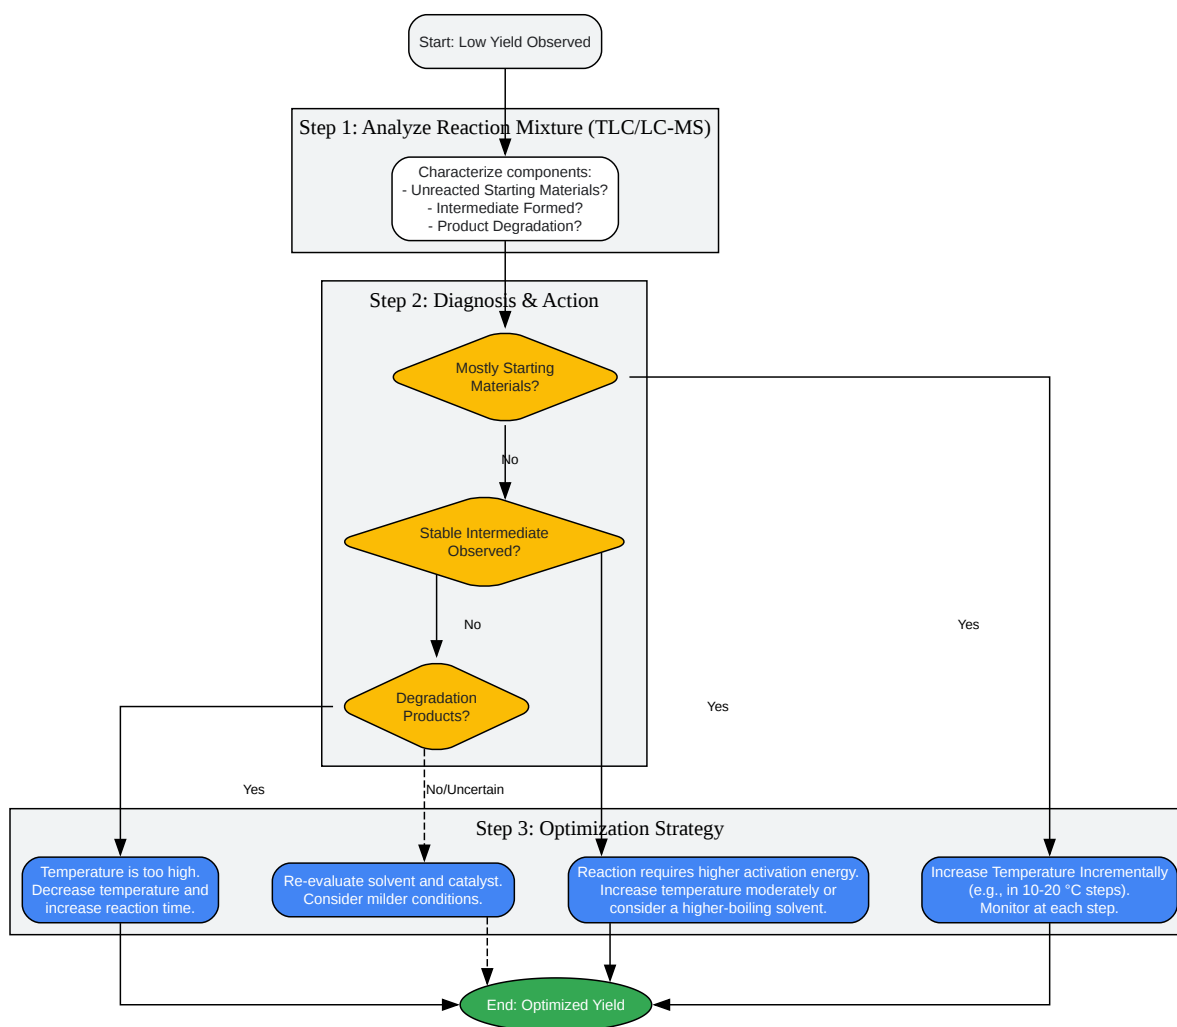 Start: Low Yield Observed
Step 1: Analyze Reaction Mixture (TLC/LC-MS)
Characterize components:
- Unreacted Starting Materials?
- Intermediate Formed?
- Product Degradation?
Step 2: Diagnosis & Action
Mostly Starting
Materials?
No
Stable Intermediate
Observed?
No
Yes
Degradation
Products?
Yes
Yes
No/Uncertain
Step 3: Optimization Strategy
Temperature is too high.
Decrease temperature and
increase reaction time.
Re-evaluate solvent and catalyst.
Consider milder conditions.
Reaction requires higher activation energy.
Increase temperature moderately or
consider a higher-boiling solvent.
Increase Temperature Incrementally
(e.g., in 10-20 °C steps).
Monitor at each step.
End: Optimized Yield